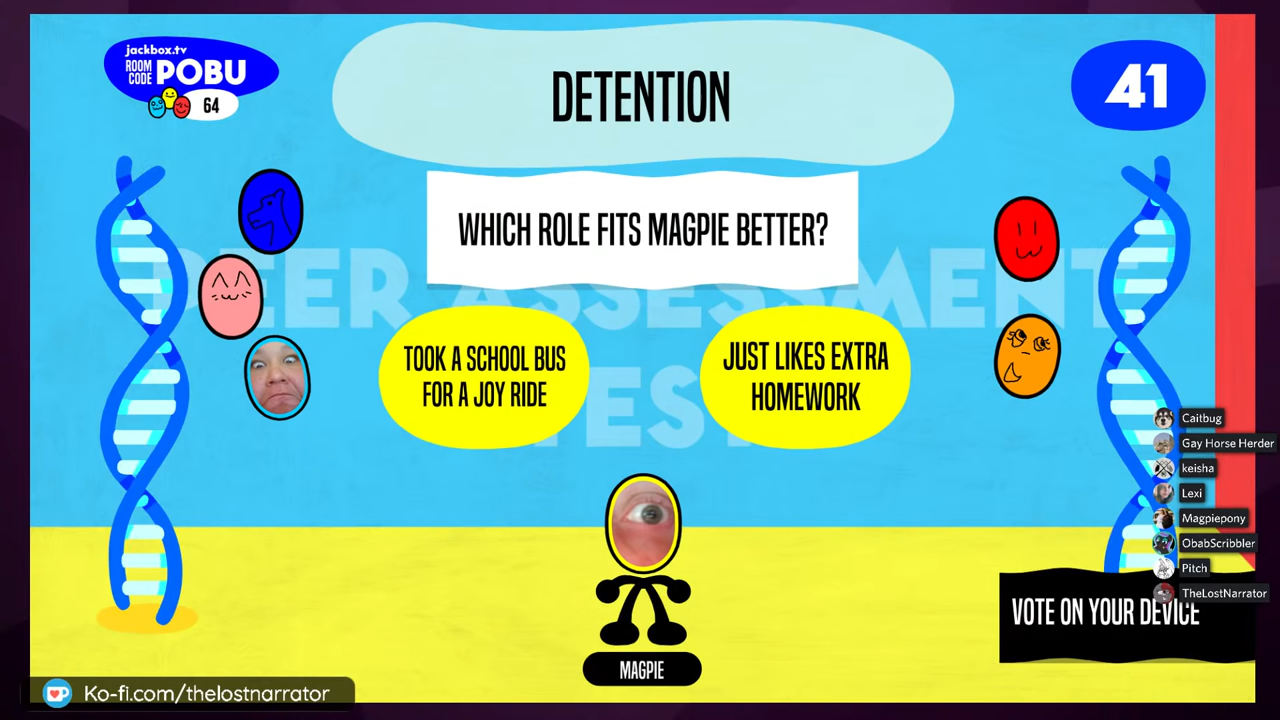 jackbox.tv
ROOM CODE POBU
64
DETENTION
41
WHICH ROLE FITS MAGPIE BETTER?
PEER ASSESSMENT
TEST
TOOK A SCHOOL BUS
FOR A JOY RIDE
JUST LIKES EXTRA
HOMEWORK
Caitbug
Gay Horse Herder
keisha
Lexi
Magpiepony
ObabScribbler
Pitch
TheLostNarrator
VOTE ON YOUR DEVICE
MAGPIE
Ko-fi.com/thelostnarrator